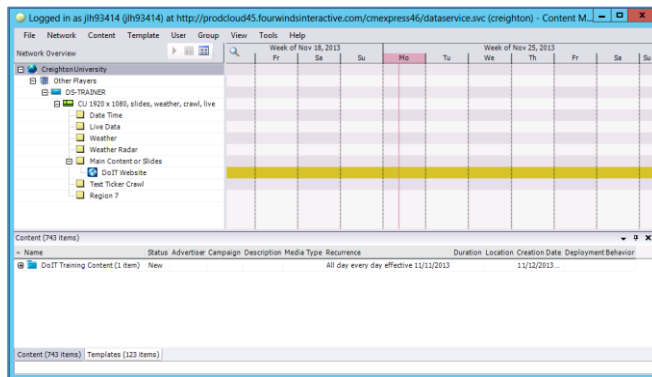 Logged in as jlh93414 (jlh93414) at http://prodcloud45.fourwindsinteractive.com/cmexpress46/dataservice.svc (creighton) - Content M...
File Network Content Template User Group View Tools Help
Network Overview
Week of Nov 18, 2013 Week of Nov 25, 2013
Fr Sa Su Mo Tu We Th Fr Sa Su
CreightonUniversity
Other Players
DS-TRAINER
CU 1920 x 1080, slides, weather, crawl, live
Date Time
Live Data
Weather
Weather Radar
Main Content or Slides
DoIT Website
Text Ticker Crawl
Region 7
Content (743 items)
Name Status Advertiser Campaign Description Media Type Recurrence Duration Location Creation Date Deployment Behavior
DoIT Training Content (1 item) New All day every day effective 11/11/2013 11/12/2013...
Content (743 items) Templates (123 items)